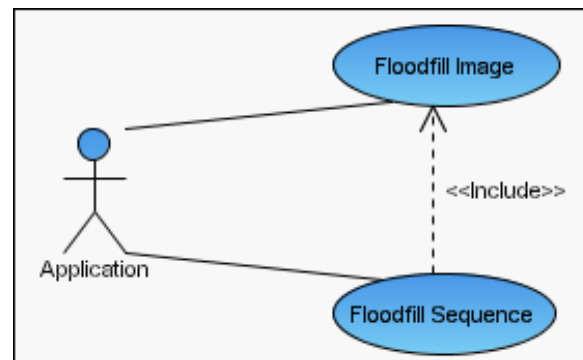 Floodfill Image
<<Include>>
Application
Floodfill Sequence